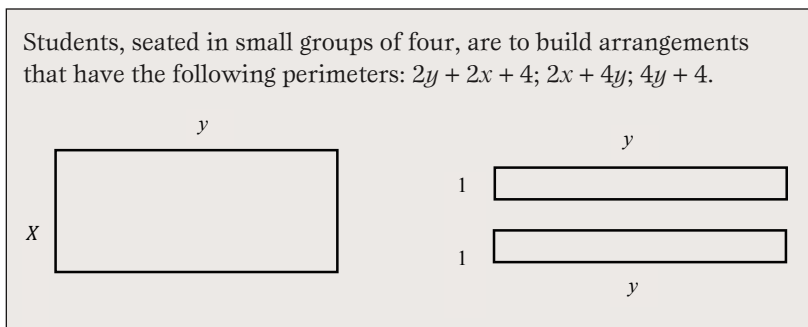 Students, seated in small groups of four, are to build arrangements
that have the following perimeters: 2y + 2x + 4; 2x + 4y; 4y + 4.
y
y
1
X
1
y